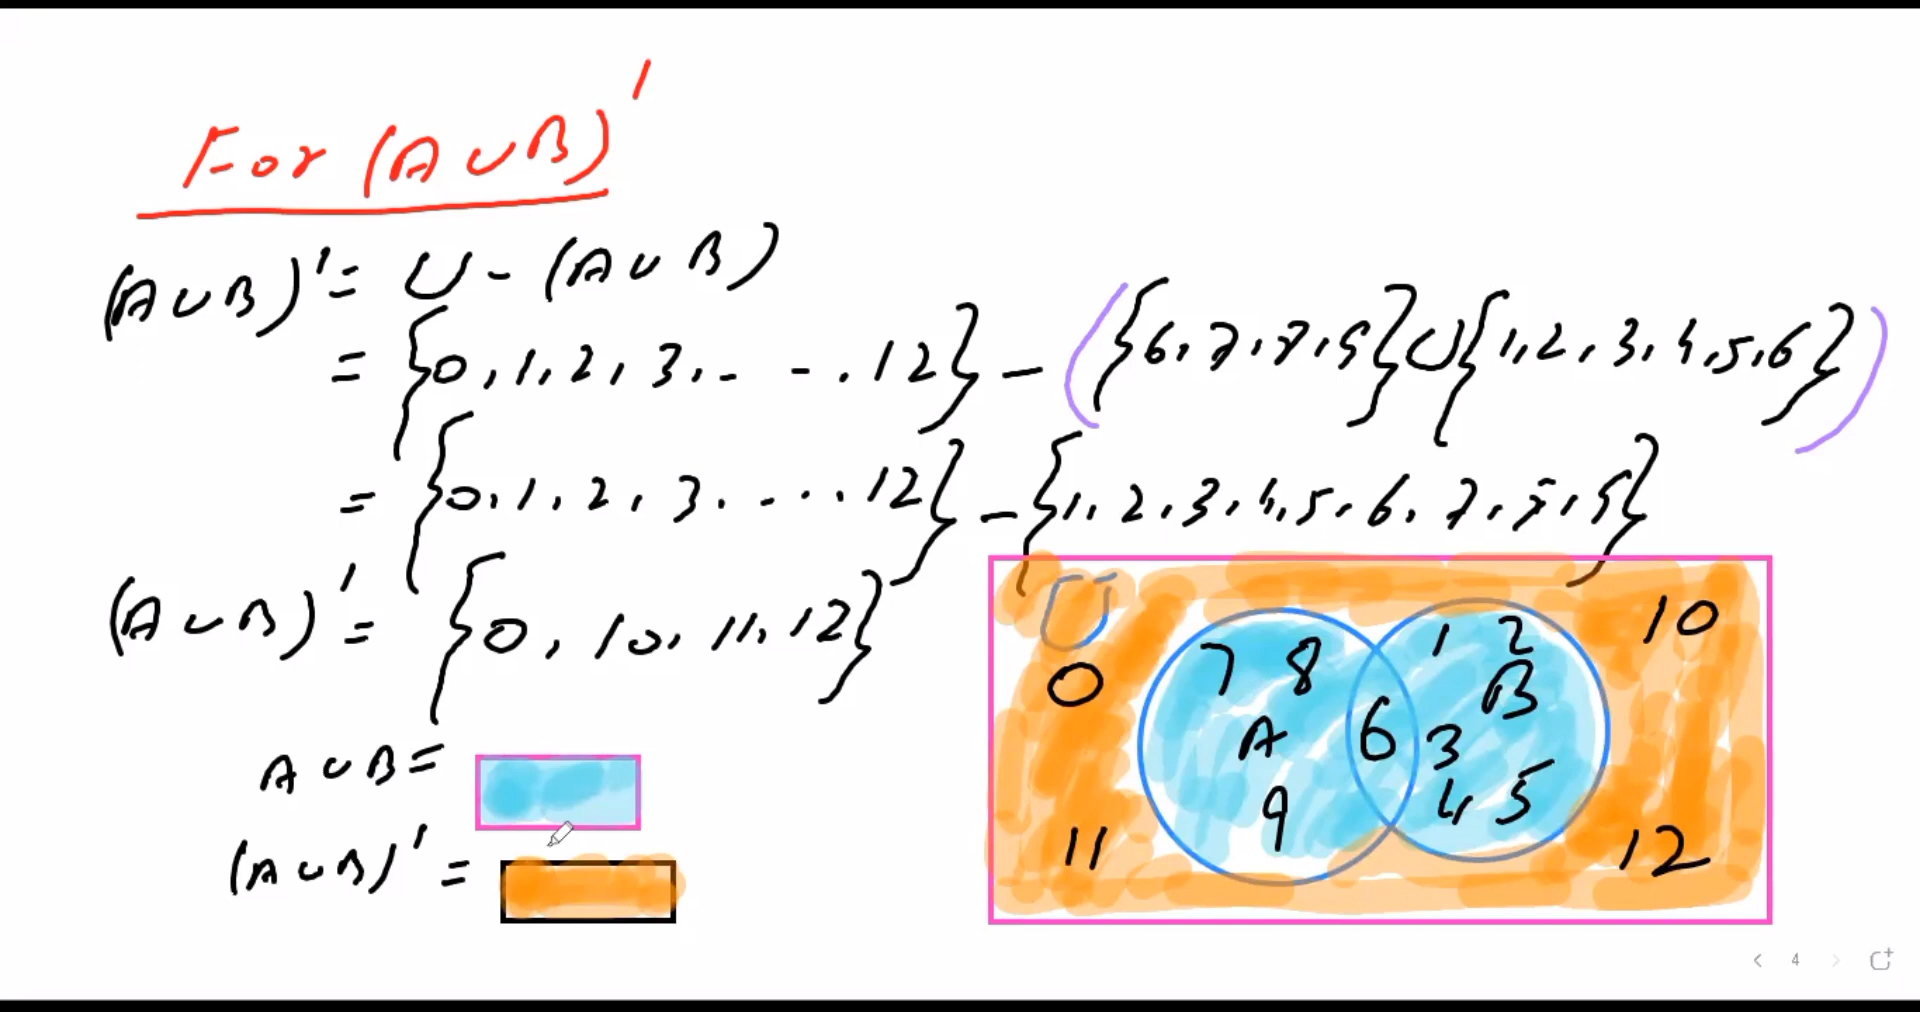 For (A ∪ B)'
(A ∪ B)' = U - (A ∪ B)
= {0, 1, 2, 3, - - . 12} - ({6, 7, 8, 9} ∪ {1, 2, 3, 4, 5, 6})
= {0, 1, 2, 3, . . . . 12} - {1, 2, 3, 4, 5, 6, 7, 8, 9}
(A ∪ B)' = {0, 10, 11, 12}
A ∪ B =
(A ∪ B)' =
U
0
11
7 8
A
9
6
1 2
B
3
4 5
10
12
4